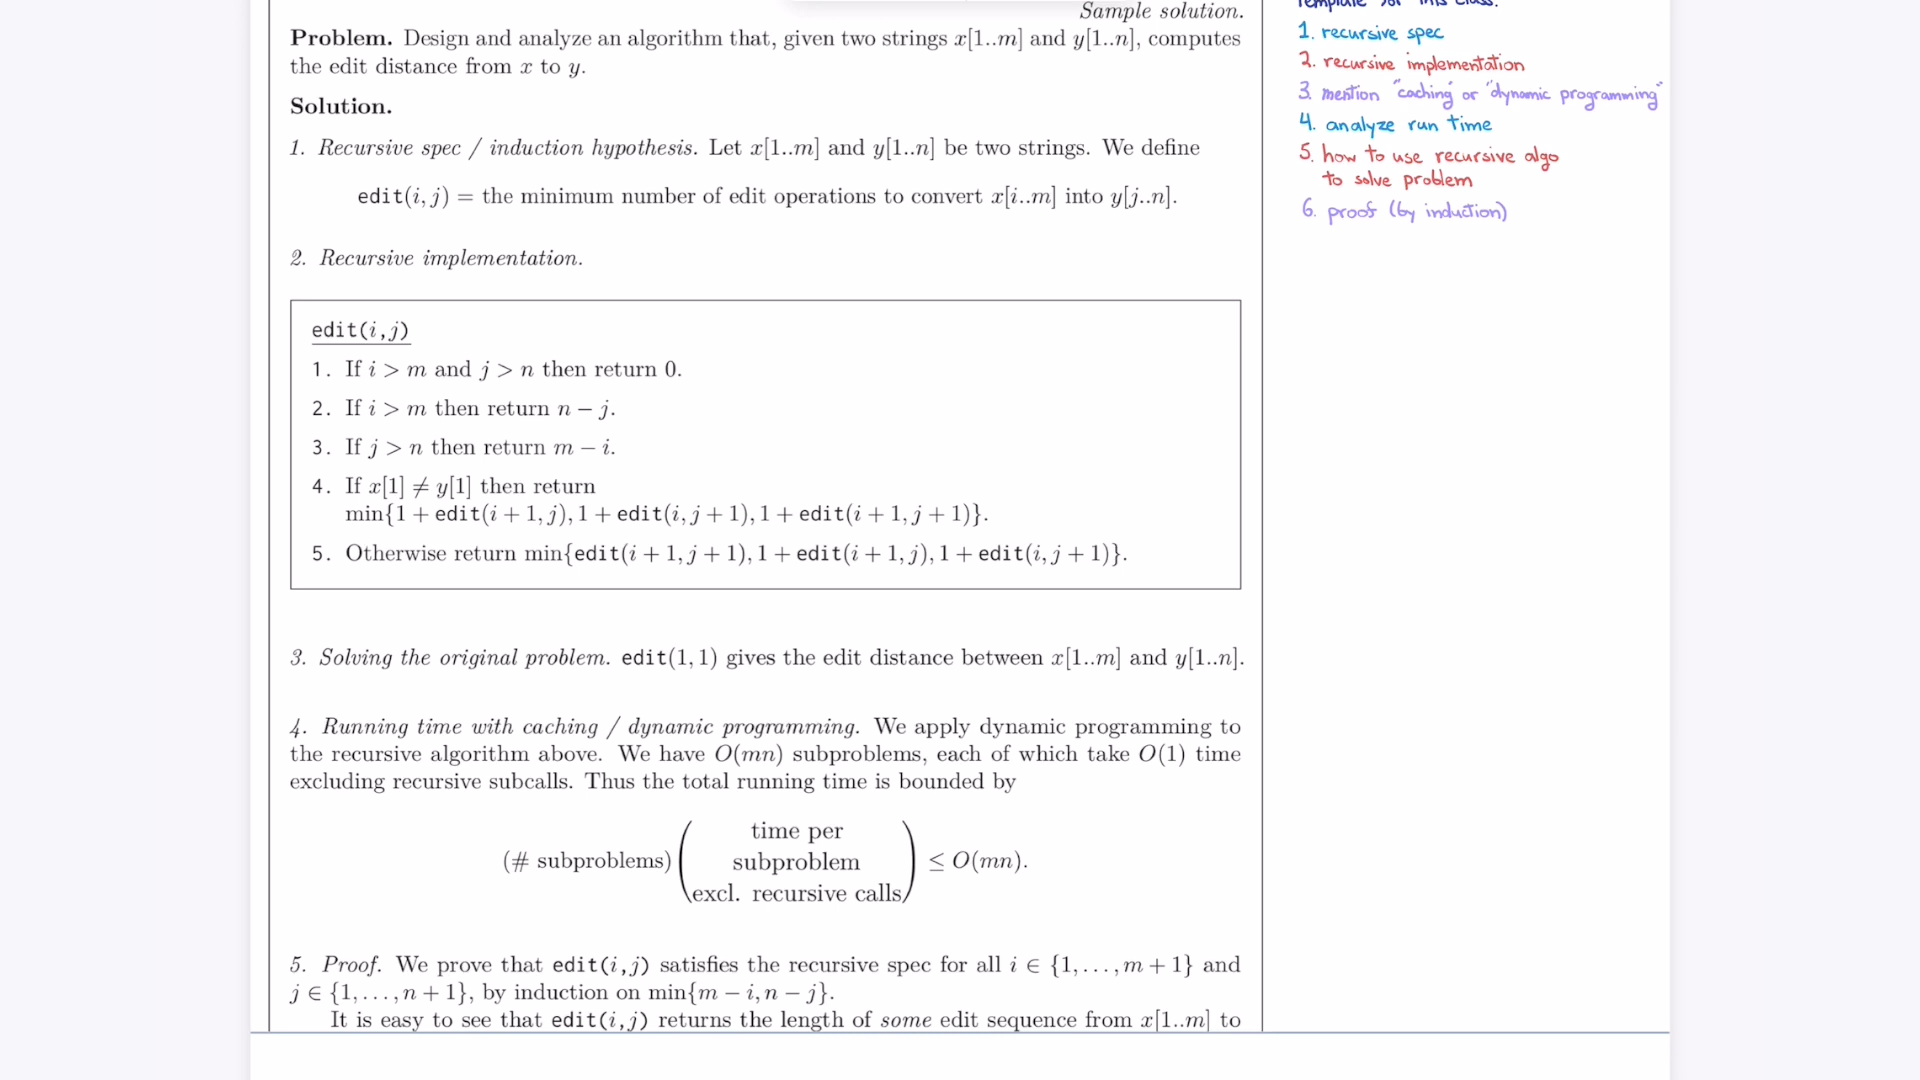 Sample solution.
Problem. Design and analyze an algorithm that, given two strings x[1..m] and y[1..n], computes
the edit distance from x to y.
Solution.
1. Recursive spec / induction hypothesis. Let x[1..m] and y[1..n] be two strings. We define
edit(i, j) = the minimum number of edit operations to convert x[i..m] into y[j..n].
2. Recursive implementation.
edit(i,j)
1. If i > m and j > n then return 0.
2. If i > m then return n − j.
3. If j > n then return m − i.
4. If x[1] ≠ y[1] then return
min{1 + edit(i + 1, j), 1 + edit(i, j + 1), 1 + edit(i + 1, j + 1)}.
5. Otherwise return min{edit(i + 1, j + 1), 1 + edit(i + 1, j), 1 + edit(i, j + 1)}.
3. Solving the original problem. edit(1, 1) gives the edit distance between x[1..m] and y[1..n].
4. Running time with caching / dynamic programming. We apply dynamic programming to
the recursive algorithm above. We have O(mn) subproblems, each of which take O(1) time
excluding recursive subcalls. Thus the total running time is bounded by
time per
(# subproblems) ( subproblem ) ≤ O(mn).
excl. recursive calls
5. Proof. We prove that edit(i,j) satisfies the recursive spec for all i ∈ {1, . . . , m + 1} and
j ∈ {1, . . . , n + 1}, by induction on min{m − i, n − j}.
It is easy to see that edit(i,j) returns the length of some edit sequence from x[1..m] to
Template for this class:
1. recursive spec
2. recursive implementation
3. mention "caching" or "dynamic programming"
4. analyze run time
5. how to use recursive algo
to solve problem
6. proof (by induction)